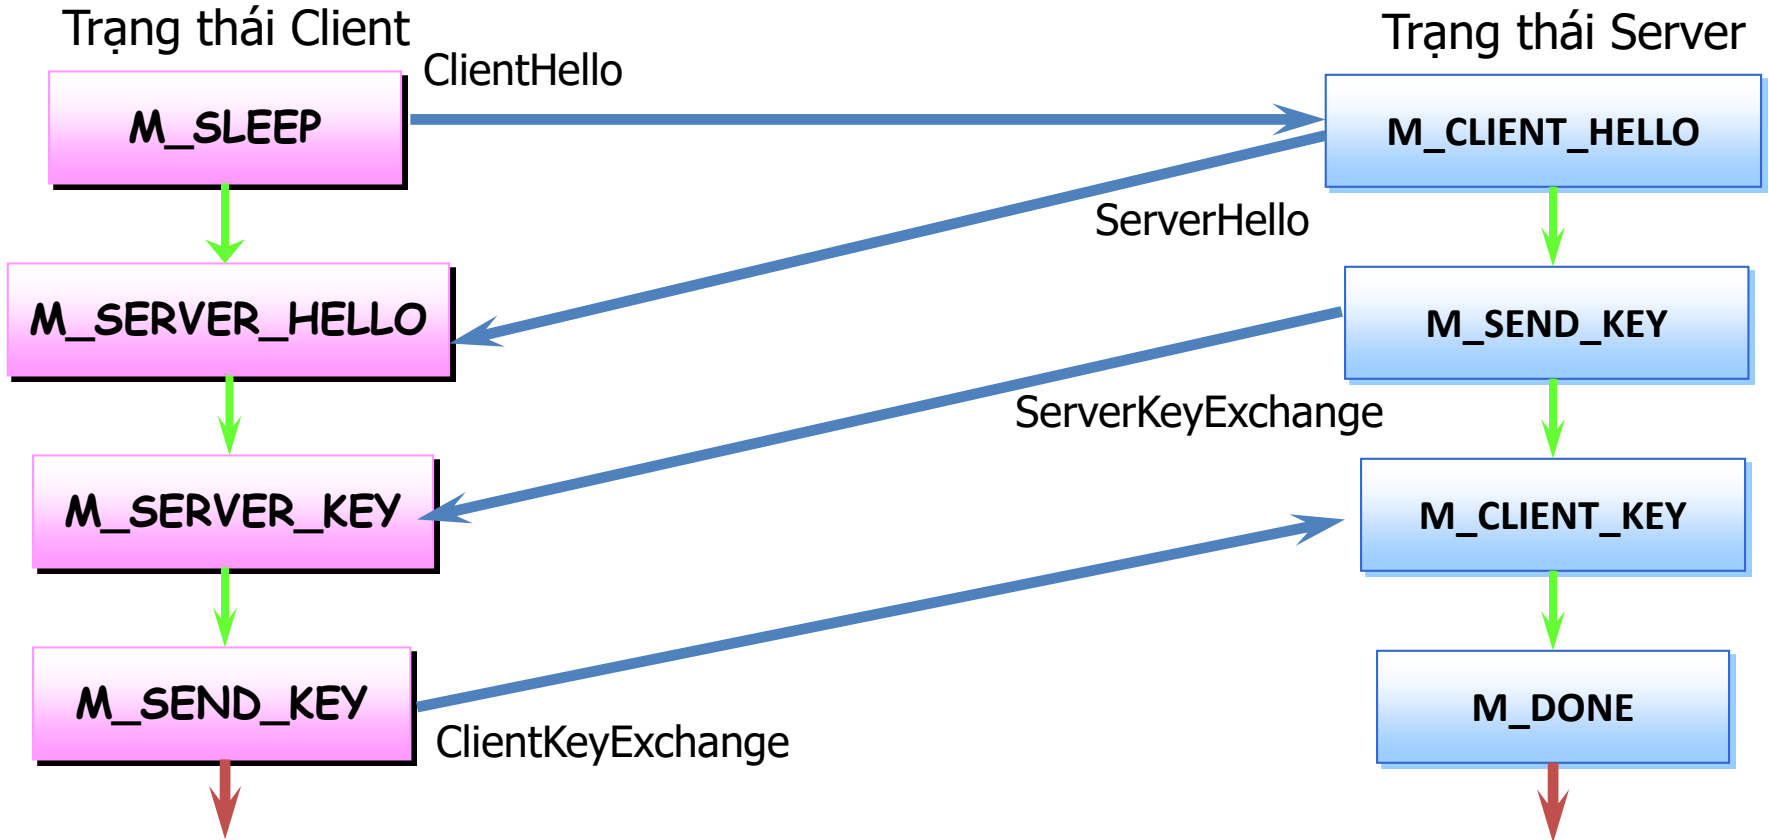 Trạng thái Client
Trạng thái Server
ClientHello
M_SLEEP
M_CLIENT_HELLO
ServerHello
M_SERVER_HELLO
M_SEND_KEY
ServerKeyExchange
M_SERVER_KEY
M_CLIENT_KEY
M_SEND_KEY
M_DONE
ClientKeyExchange